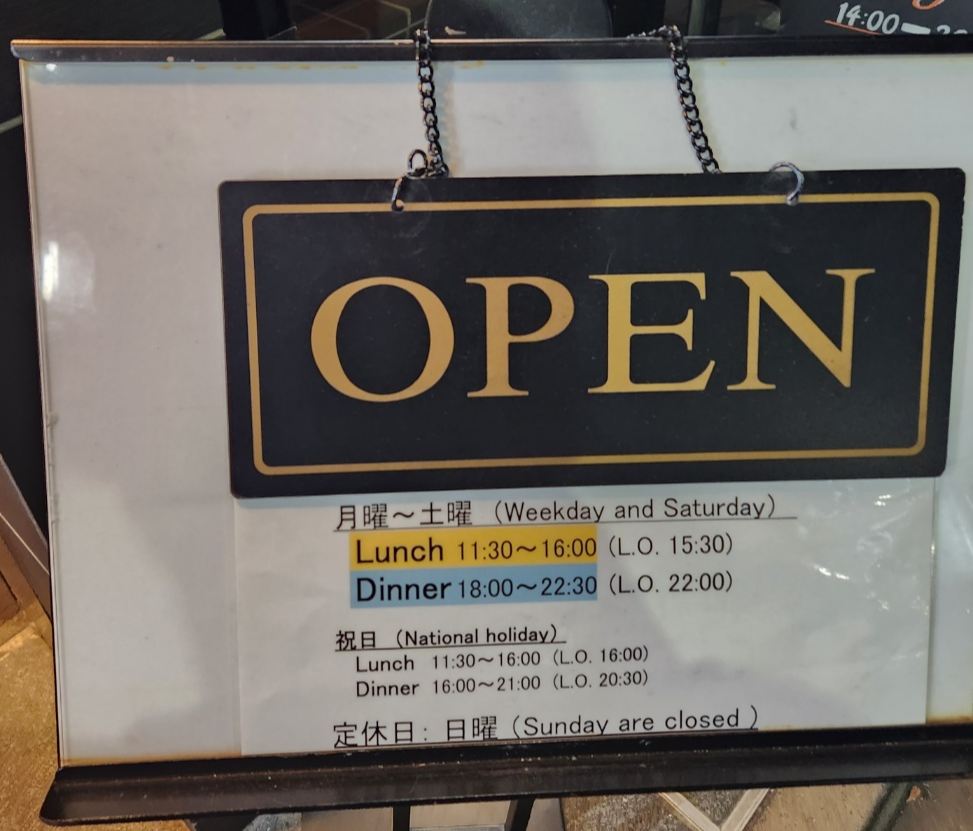 14:00
OPEN
月曜～土曜 （Weekday and Saturday）
Lunch 11:30～16:00 （L.O. 15:30）
Dinner 18:00～22:30 （L.O. 22:00）
祝日 （National holiday）
Lunch 11:30～16:00 （L.O. 16:00）
Dinner 16:00～21:00 （L.O. 20:30）
定休日： 日曜 （Sunday are closed ）